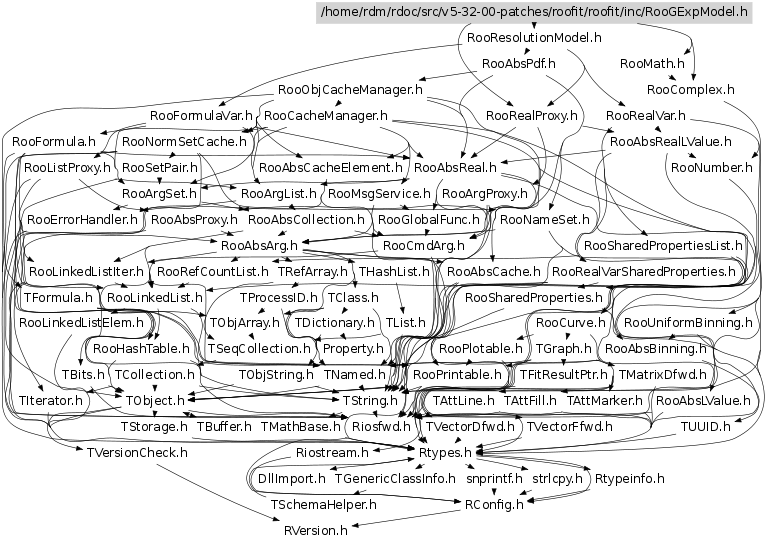 /home/rdm/rdoc/src/v5-32-00-patches/roofit/roofit/inc/RooGExpModel.h
RooResolutionModel.h
RooAbsPdf.h RooMath.h
RooObjCacheManager.h RooComplex.h
RooFormulaVar.h RooCacheManager.h RooRealProxy.h RooRealVar.h
RooFormula.h RooNormSetCache.h RooAbsRealLValue.h
RooListProxy.h RooSetPair.h RooAbsCacheElement.h RooAbsReal.h RooNumber.h
RooArgSet.h RooArgList.h RooMsgService.h RooArgProxy.h
RooErrorHandler.h RooAbsProxy.h RooAbsCollection.h RooGlobalFunc.h RooNameSet.h
RooAbsArg.h RooCmdArg.h RooSharedPropertiesList.h
RooLinkedListIter.h RooRefCountList.h TRefArray.h THashList.h RooAbsCache.h RooRealVarSharedProperties.h
TFormula.h RooLinkedList.h TProcessID.h TClass.h RooSharedProperties.h
RooLinkedListElem.h TObjArray.h TDictionary.h TList.h RooCurve.h RooUniformBinning.h
RooHashTable.h TSeqCollection.h Property.h RooPlotable.h TGraph.h RooAbsBinning.h
TBits.h TCollection.h TObjString.h TNamed.h RooPrintable.h TFitResultPtr.h TMatrixDfwd.h
TIterator.h TObject.h TString.h TAttLine.h TAttFill.h TAttMarker.h RooAbsLValue.h
TStorage.h TBuffer.h TMathBase.h Riosfwd.h TVectorDfwd.h TVectorFfwd.h TUUID.h
TVersionCheck.h Riostream.h Rtypes.h
DllImport.h TGenericClassInfo.h snprintf.h strlcpy.h Rtypeinfo.h
TSchemaHelper.h RConfig.h
RVersion.h